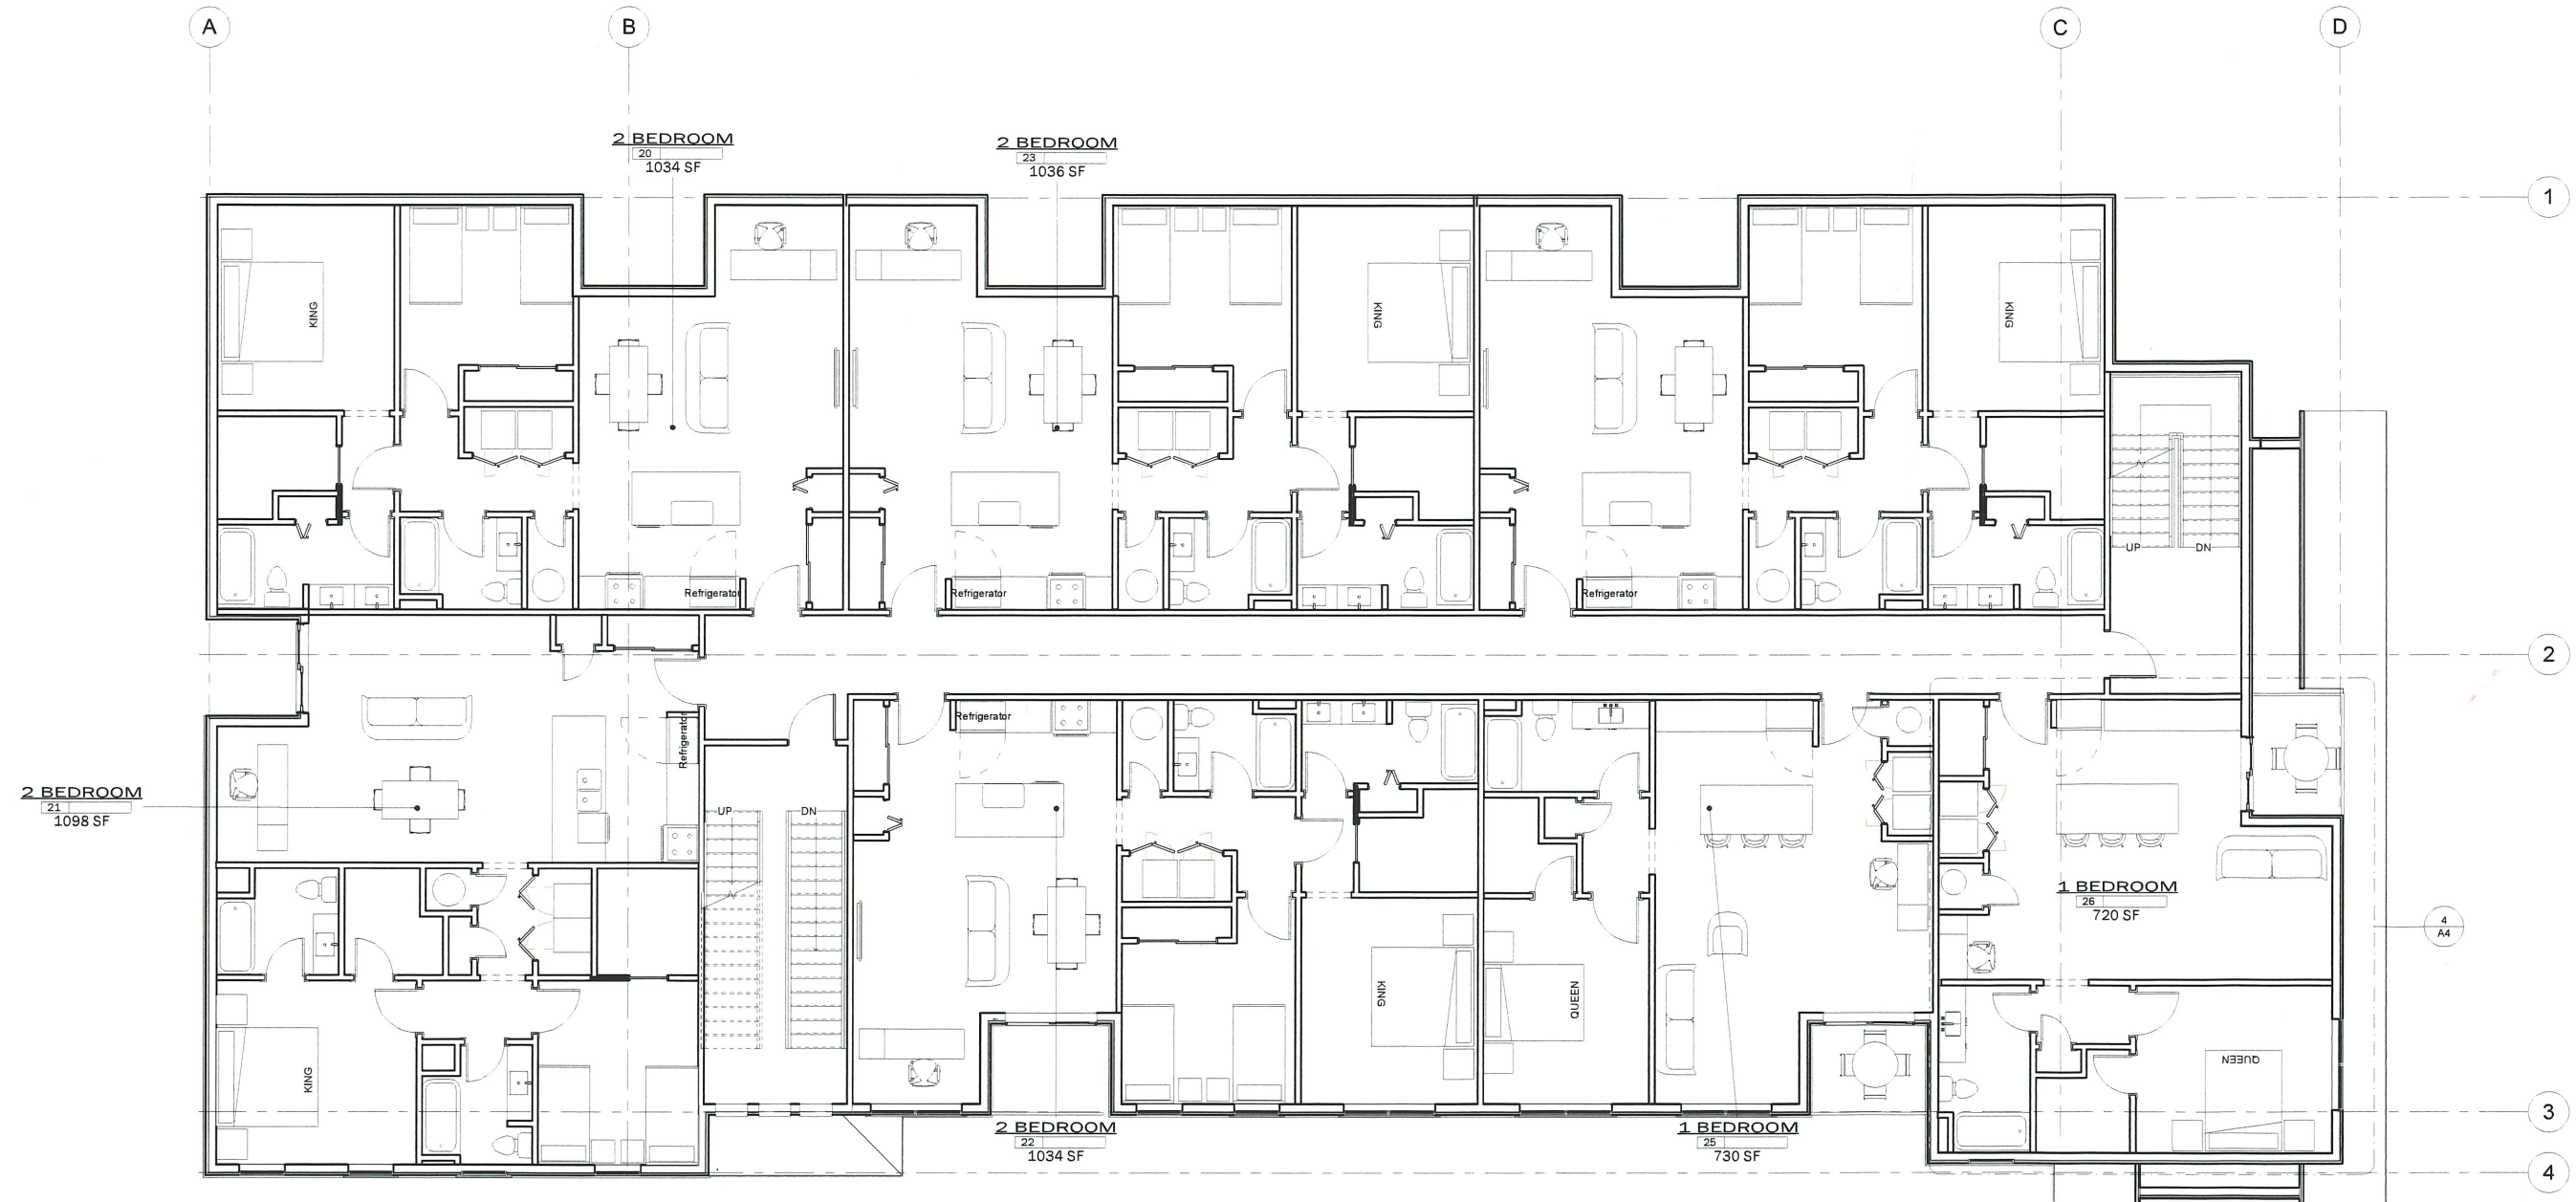 A
B
C
D
2 BEDROOM
20
1034 SF
2 BEDROOM
23
1036 SF
1
KING
KING
KING
UP
DN
Refrigerator
Refrigerator
Refrigerator
2
Refrigerator
Refrigerator
2 BEDROOM
21
1098 SF
UP
DN
1 BEDROOM
26
720 SF
4
A4
KING
QUEEN
QUEEN
KING
3
2 BEDROOM
22
1034 SF
1 BEDROOM
25
730 SF
4